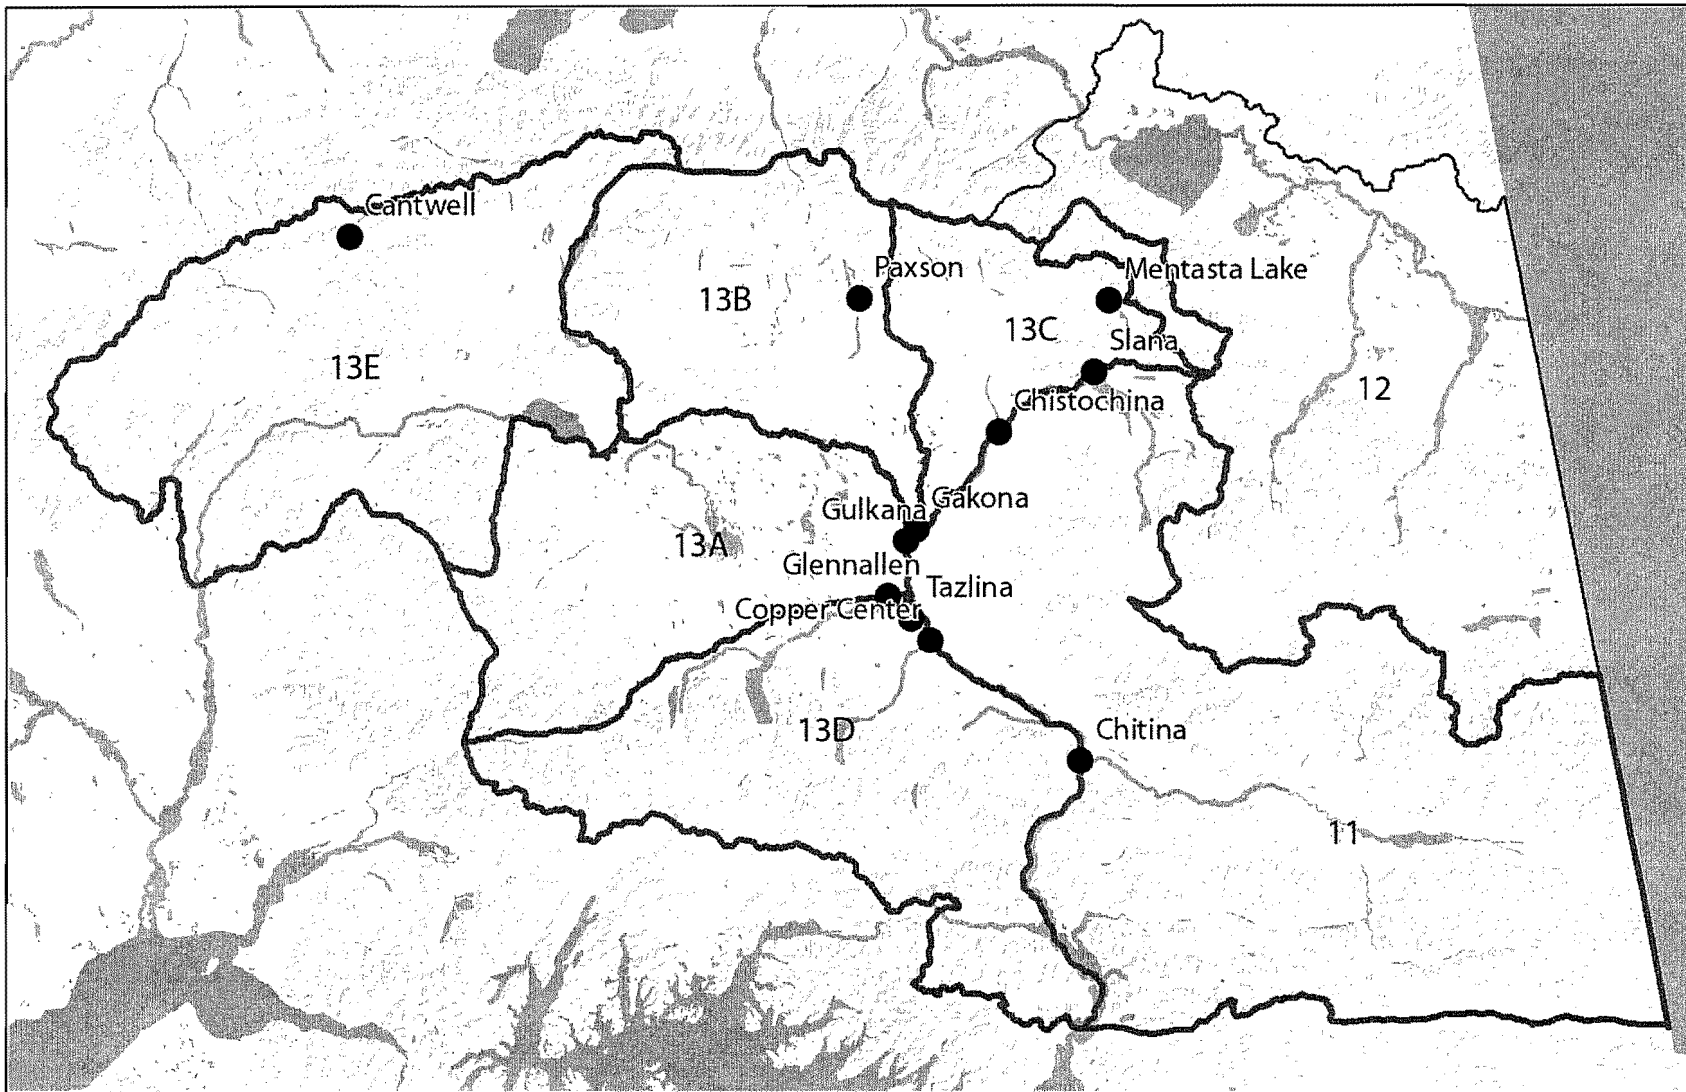 Cantwell
Paxson
Mentasta Lake
13B
13C
Slana
13E
12
Chistochina
Gakona
Gulkana
13A
Glennallen
Tazlina
Copper Center
13D
Chitina
11